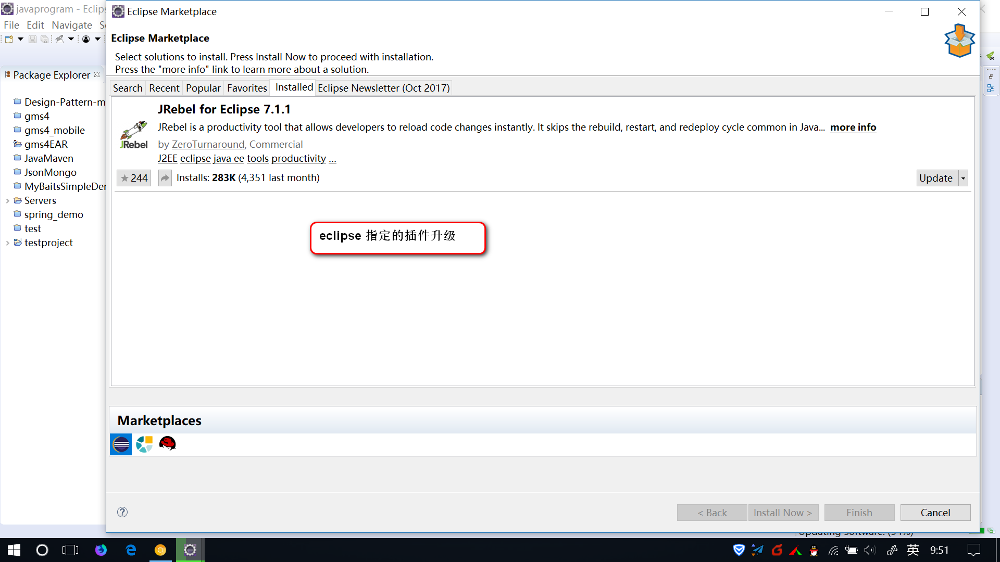 javaprogram - Eclips
File Edit Navigate Se
Package Explorer
Design-Pattern-m
gms4
gms4_mobile
gms4EAR
JavaMaven
JsonMongo
MyBaitsSimpleDer
Servers
spring_demo
test
testproject
Eclipse Marketplace
Eclipse Marketplace
Select solutions to install. Press Install Now to proceed with installation.
Press the "more info" link to learn more about a solution.
Search Recent Popular Favorites Installed Eclipse Newsletter (Oct 2017)
JRebel for Eclipse 7.1.1
JRebel
JRebel is a productivity tool that allows developers to reload code changes instantly. It skips the rebuild, restart, and redeploy cycle common in Java... more info
by ZeroTurnaround, Commercial
J2EE eclipse java ee tools productivity ...
244 Installs: 283K (4,351 last month) Update
eclipse 指定的插件升级
Marketplaces
< Back Install Now > Finish Cancel
Updating Software: (54%)
英 9:51